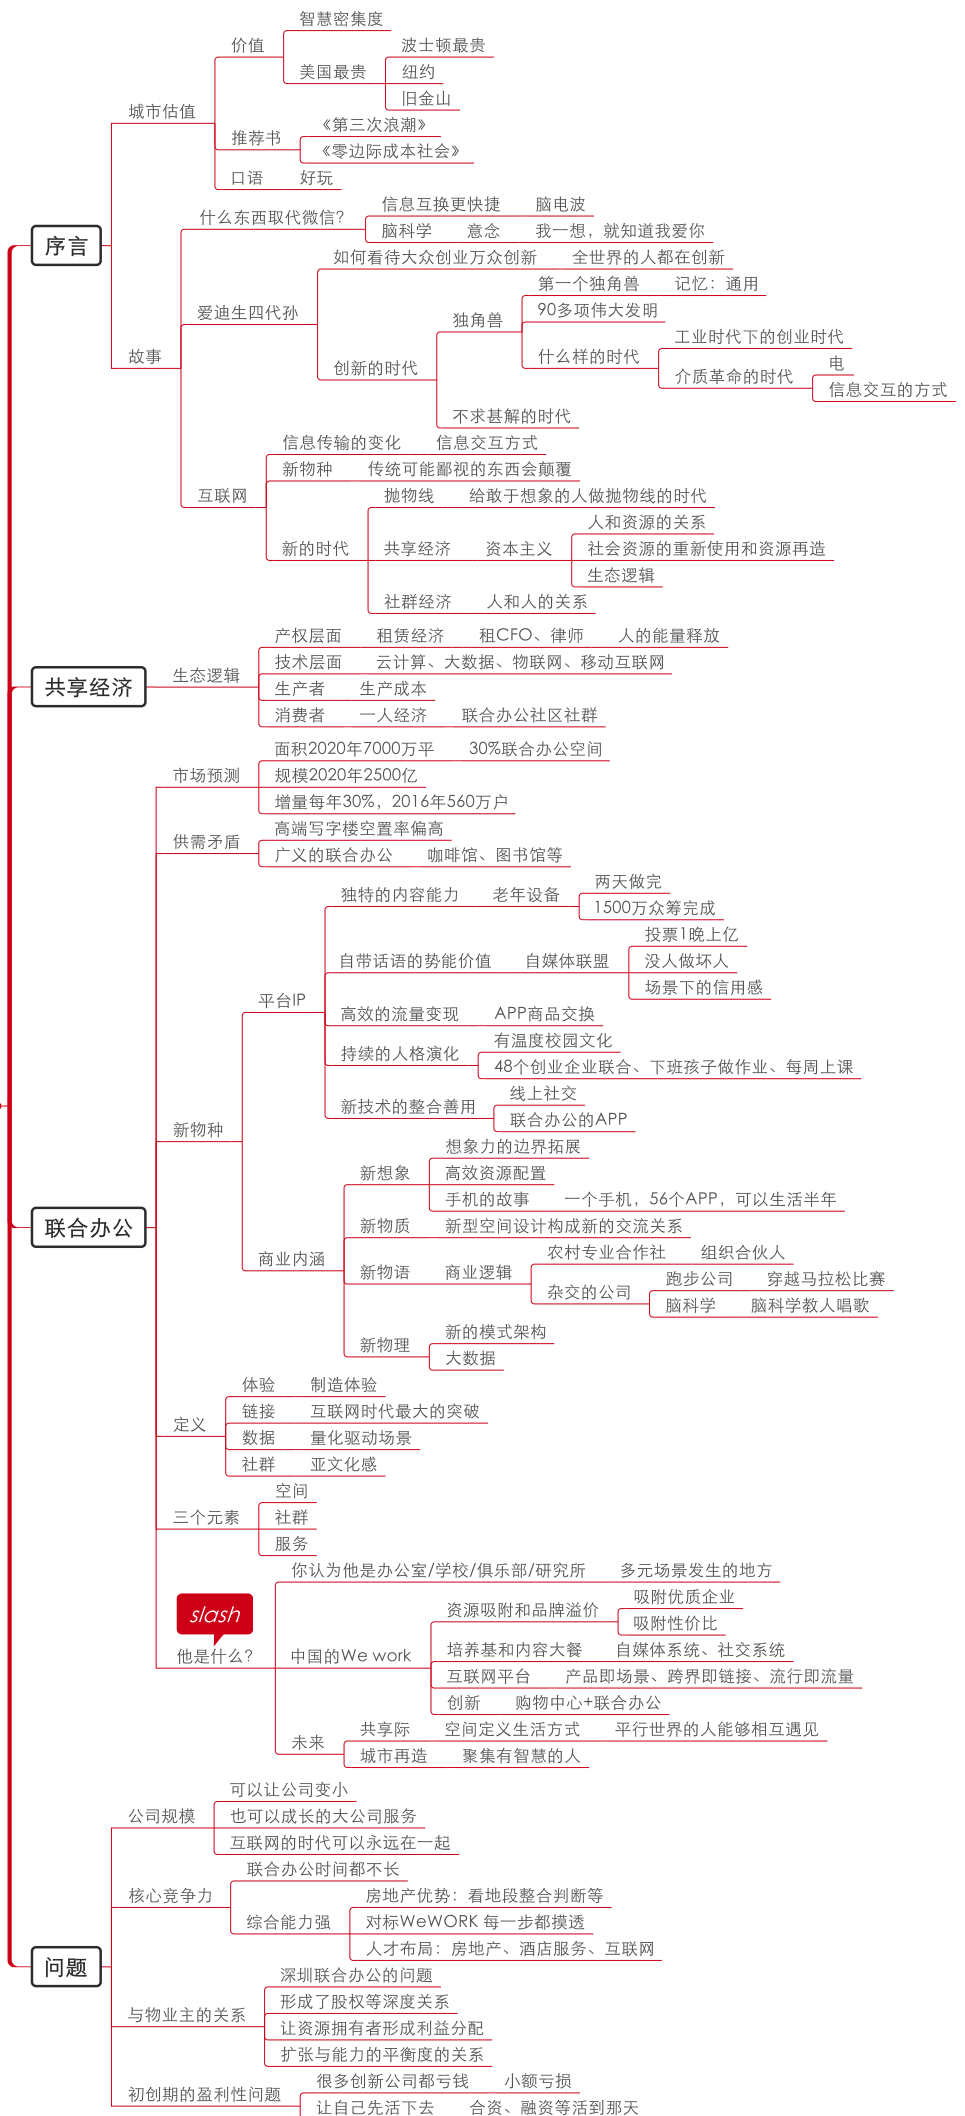 智慧密集度
价值
波士顿最贵
美国最贵
纽约
旧金山
城市估值
《第三次浪潮》
推荐书
《零边际成本社会》
口语 好玩
序言
信息互换更快捷 脑电波
什么东西取代微信?
脑科学 意念 我一想，就知道我爱你
如何看待大众创业万众创新 全世界的人都在创新
第一个独角兽 记忆：通用
爱迪生四代孙
独角兽
90多项伟大发明
工业时代下的创业时代
什么样的时代
电
介质革命的时代
信息交互的方式
故事
创新的时代
不求甚解的时代
信息传输的变化 信息交互方式
新物种 传统可能鄙视的东西会颠覆
互联网
抛物线 给敢于想象的人做抛物线的时代
人和资源的关系
新的时代
共享经济 资本主义
社会资源的重新使用和资源再造
生态逻辑
社群经济 人和人的关系
产权层面 租赁经济 租CFO、律师 人的能量释放
技术层面 云计算、大数据、物联网、移动互联网
共享经济
生态逻辑
生产者 生产成本
消费者 一人经济 联合办公社区社群
面积2020年7000万平 30%联合办公空间
市场预测
规模2020年2500亿
增量每年30%，2016年560万户
高端写字楼空置率偏高
供需矛盾
广义的联合办公 咖啡馆、图书馆等
两天做完
独特的内容能力 老年设备
1500万众筹完成
投票1晚上亿
自带话语的势能价值 自媒体联盟
没人做坏人
场景下的信用感
平台IP
高效的流量变现 APP商品交换
有温度校园文化
持续的人格演化
48个创业企业联合、下班孩子做作业、每周上课
线上社交
新技术的整合善用
联合办公的APP
新物种
想象力的边界拓展
新想象
高效资源配置
手机的故事 一个手机，56个APP，可以生活半年
联合办公
新物质 新型空间设计构成新的交流关系
商业内涵
农村专业合作社 组织合伙人
新物语 商业逻辑
跑步公司 穿越马拉松比赛
杂交的公司
脑科学 脑科学教人唱歌
新的模式架构
新物理
大数据
体验 制造体验
链接 互联网时代最大的突破
定义
数据 量化驱动场景
社群 亚文化感
空间
三个元素
社群
服务
你认为他是办公室/学校/俱乐部/研究所 多元场景发生的地方
slash
吸附优质企业
资源吸附和品牌溢价
吸附性价比
他是什么?
中国的We work
培养基和内容大餐 自媒体系统、社交系统
互联网平台 产品即场景、跨界即链接、流行即流量
创新 购物中心+联合办公
共享际 空间定义生活方式 平行世界的人能够相互遇见
未来
城市再造 聚集有智慧的人
可以让公司变小
公司规模
也可以成长的大公司服务
互联网的时代可以永远在一起
联合办公时间都不长
核心竞争力
房地产优势：看地段整合判断等
综合能力强
对标WeWORK 每一步都摸透
人才布局：房地产、酒店服务、互联网
问题
深圳联合办公的问题
形成了股权等深度关系
与物业主的关系
让资源拥有者形成利益分配
扩张与能力的平衡度的关系
很多创新公司都亏钱 小额亏损
初创期的盈利性问题
让自己先活下去 合资、融资等活到那天